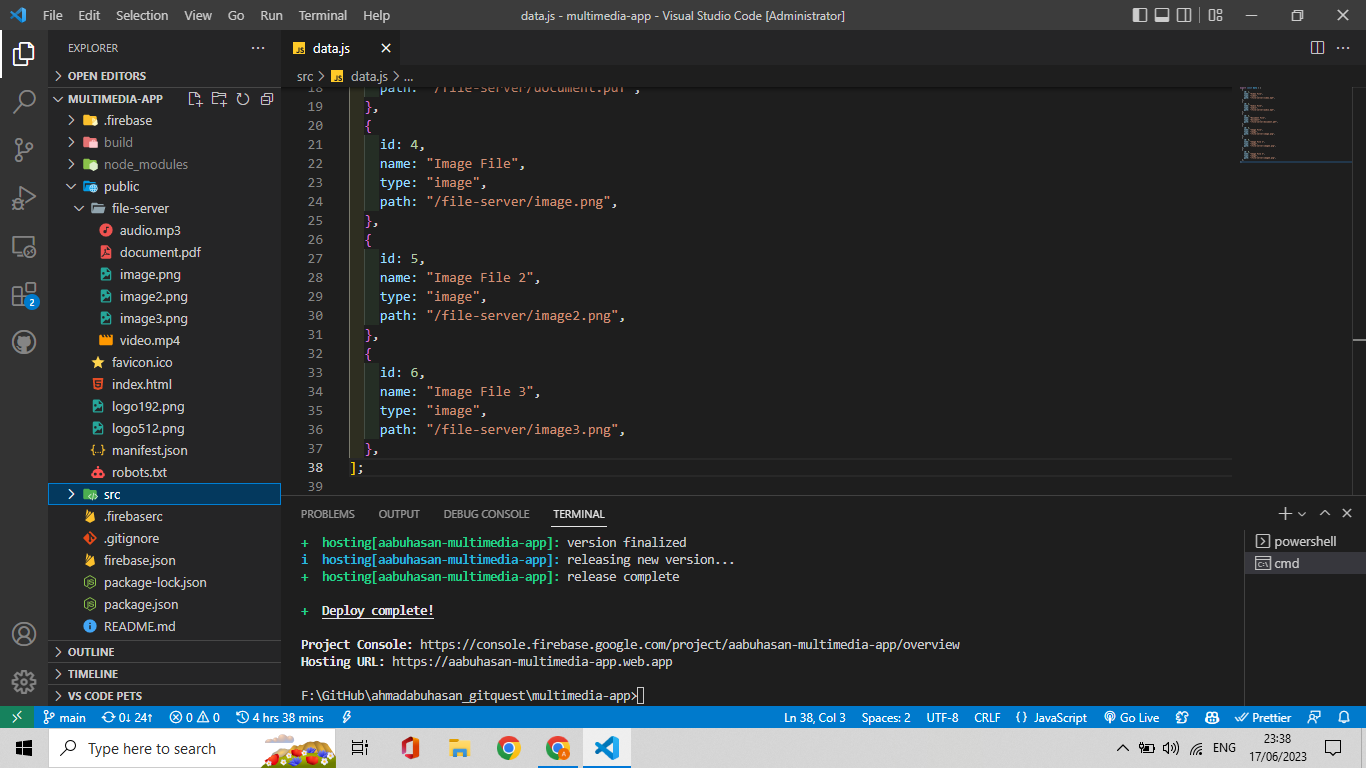 File Edit Selection View Go Run Terminal Help
data.js - multimedia-app - Visual Studio Code [Administrator]
EXPLORER
OPEN EDITORS
MULTIMEDIA-APP
.firebase
build
node_modules
public
file-server
audio.mp3
document.pdf
image.png
image2.png
image3.png
video.mp4
favicon.ico
index.html
logo192.png
logo512.png
manifest.json
robots.txt
src
.firebaserc
.gitignore
firebase.json
package-lock.json
package.json
README.md
OUTLINE
TIMELINE
VS CODE PETS
2
JS data.js
src > JS data.js > ...
18 path: "/file-server/document.pdf",
19 },
20 {
21 id: 4,
22 name: "Image File",
23 type: "image",
24 path: "/file-server/image.png",
25 },
26 {
27 id: 5,
28 name: "Image File 2",
29 type: "image",
30 path: "/file-server/image2.png",
31 },
32 {
33 id: 6,
34 name: "Image File 3",
35 type: "image",
36 path: "/file-server/image3.png",
37 },
38 ];
39
PROBLEMS OUTPUT DEBUG CONSOLE TERMINAL
+ hosting[aabuhasan-multimedia-app]: version finalized
i hosting[aabuhasan-multimedia-app]: releasing new version...
+ hosting[aabuhasan-multimedia-app]: release complete
+ Deploy complete!
Project Console: https://console.firebase.google.com/project/aabuhasan-multimedia-app/overview
Hosting URL: https://aabuhasan-multimedia-app.web.app
F:\GitHub\ahmadabuhasan_gitquest\multimedia-app>
powershell
cmd
main 0↓ 24↑ 0 0 4 hrs 38 mins
Ln 38, Col 3 Spaces: 2 UTF-8 CRLF {} JavaScript Go Live Prettier
Type here to search
ENG
23:38
17/06/2023